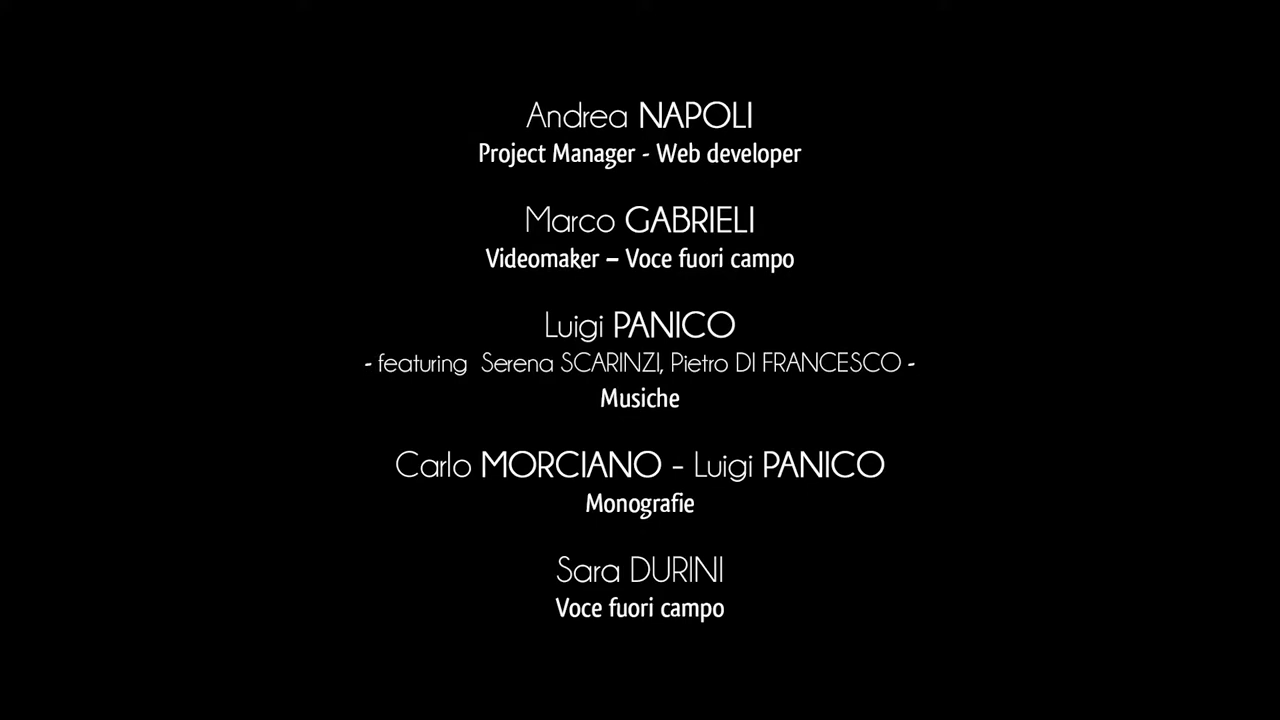 Andrea NAPOLI
Project Manager - Web developer
Marco GABRIELI
Videomaker – Voce fuori campo
Luigi PANICO
- featuring Serena SCARINZI, Pietro DI FRANCESCO -
Musiche
Carlo MORCIANO - Luigi PANICO
Monografie
Sara DURINI
Voce fuori campo